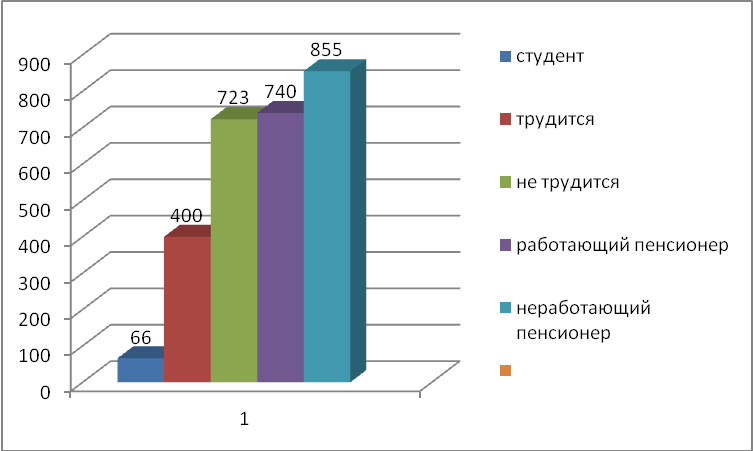 900
800
700
600
500
400
300
200
100
0
66
400
723
740
855
1
студент
трудится
не трудится
работающий пенсионер
неработающий
пенсионер